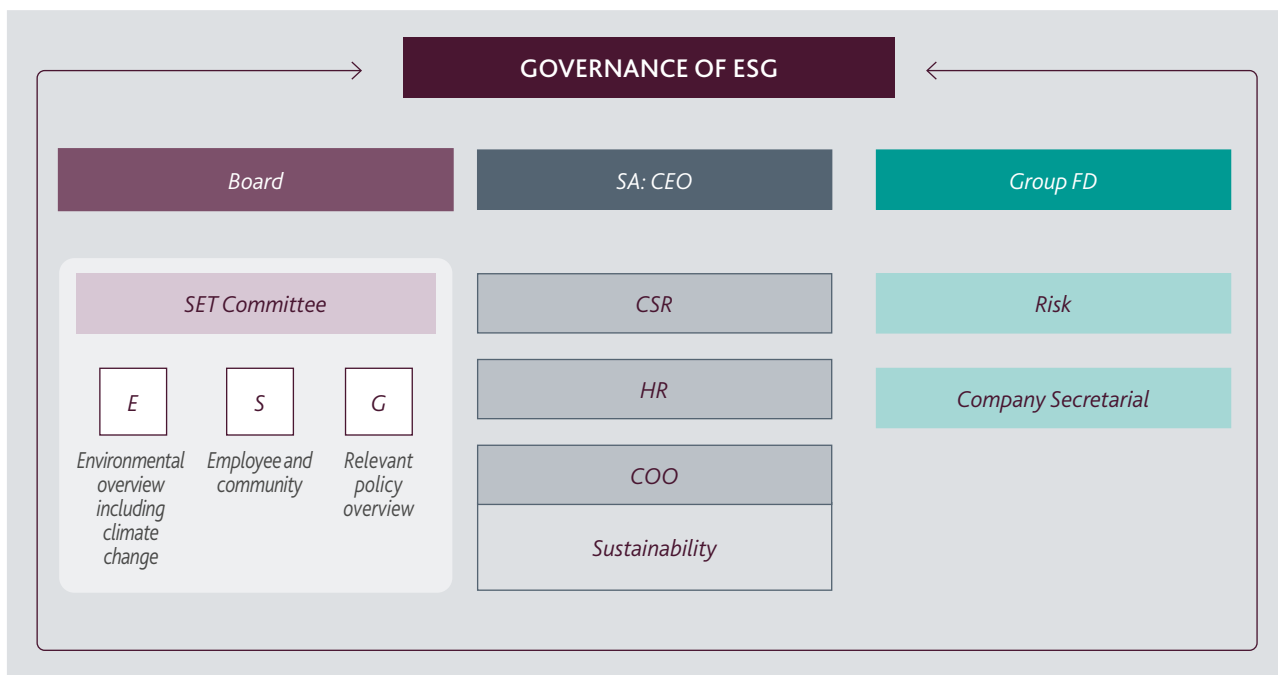 GOVERNANCE OF ESG
Board
SA: CEO
Group FD
SET Committee
E
S
G
Environmental
overview
including
climate
change
Employee and
community
Relevant
policy
overview
CSR
HR
COO
Sustainability
Risk
Company Secretarial